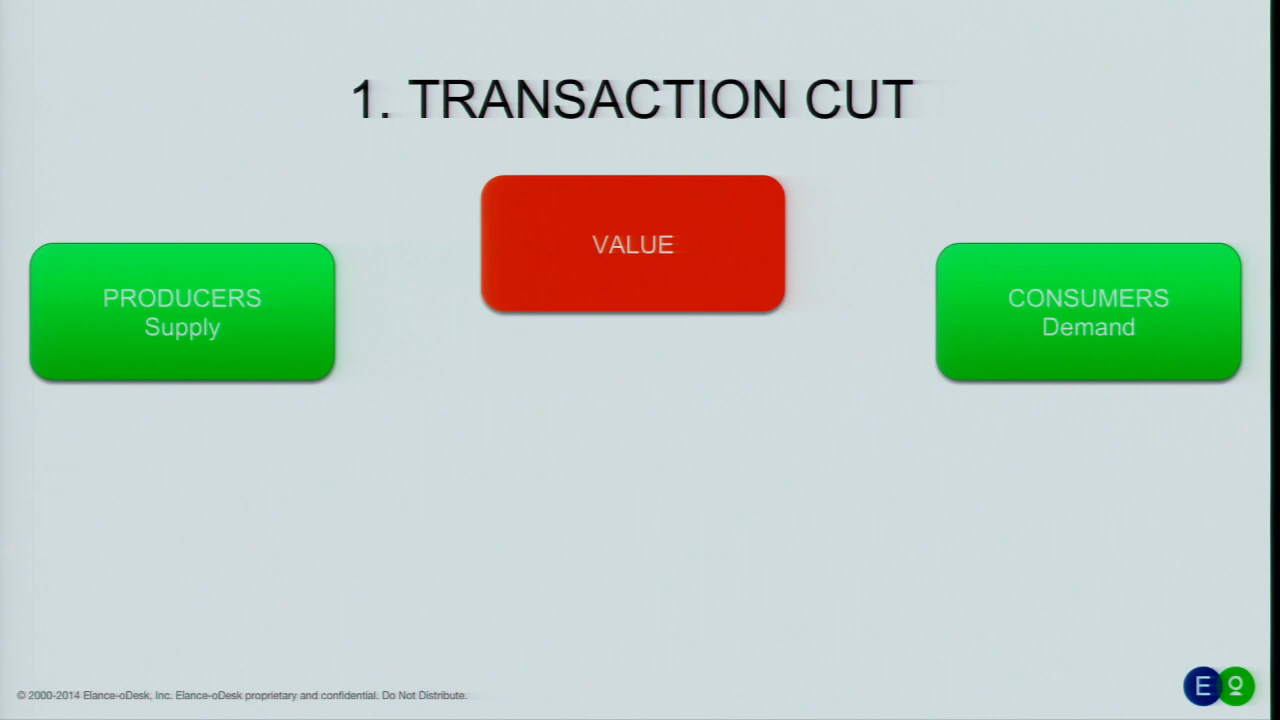 1. TRANSACTION CUT
VALUE
PRODUCERS
Supply
CONSUMERS
Demand
© 2000-2014 Elance-oDesk, Inc. Elance-oDesk proprietary and confidential. Do Not Distribute.
E O